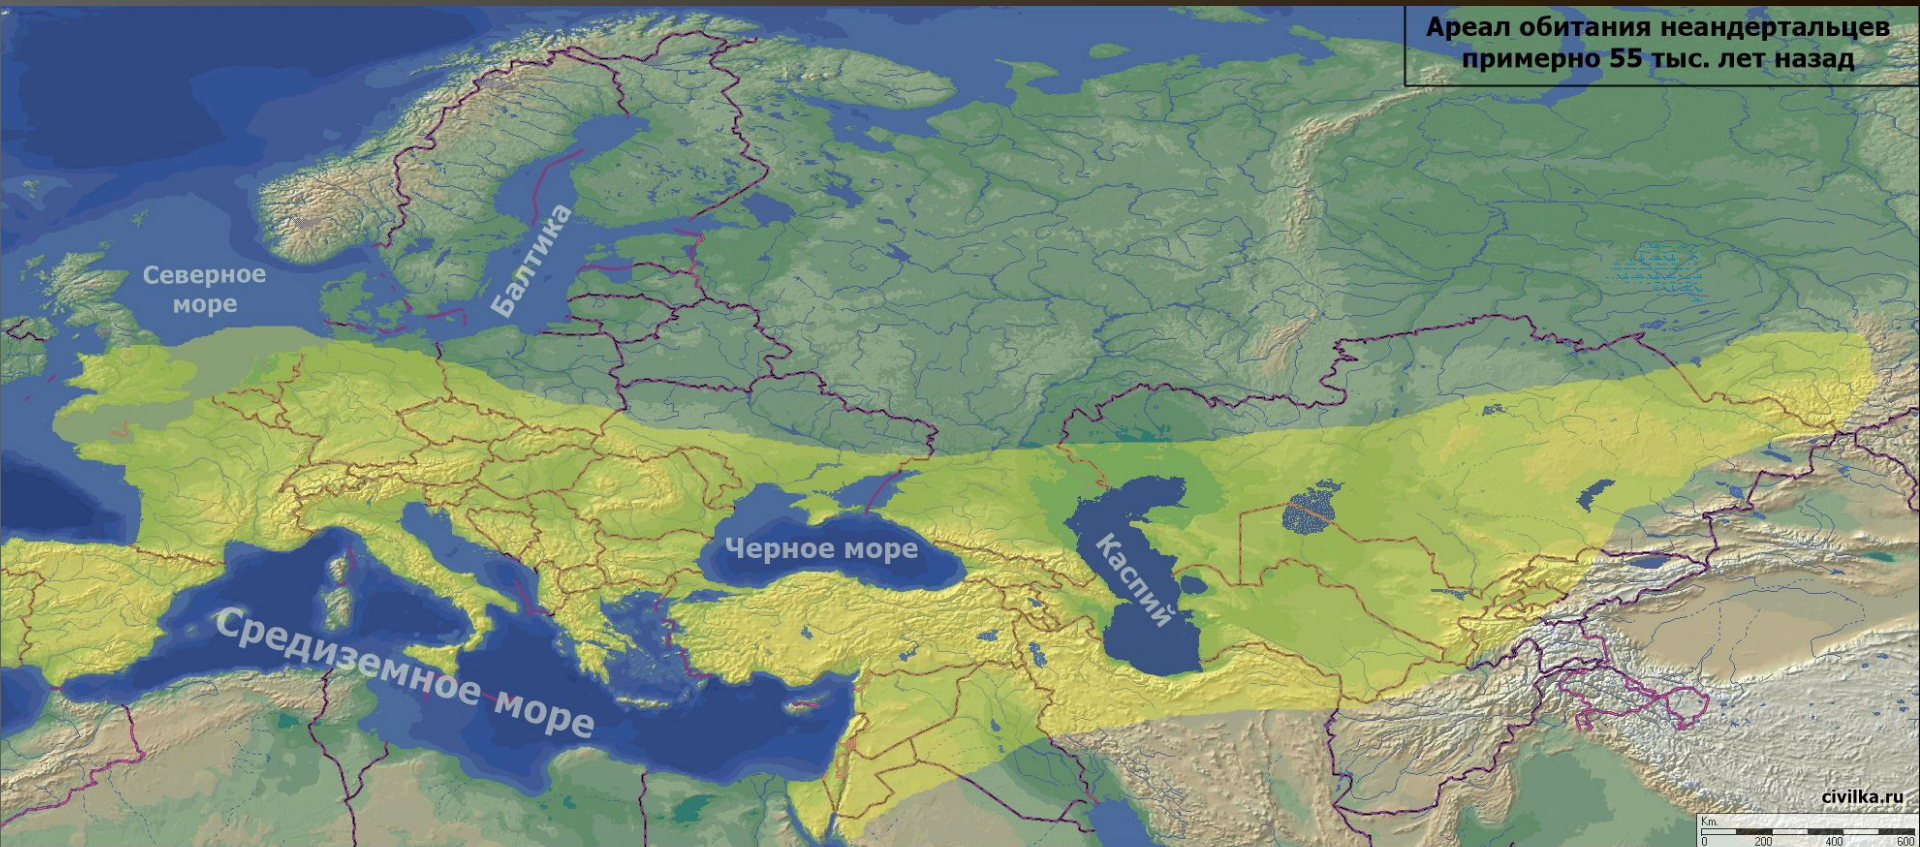 Ареал обитания неандертальцев
примерно 55 тыс. лет назад
Северное
море
Балтика
Черное море
Каспий
Средиземное море
civilka.ru
Km.
0 200 400 600